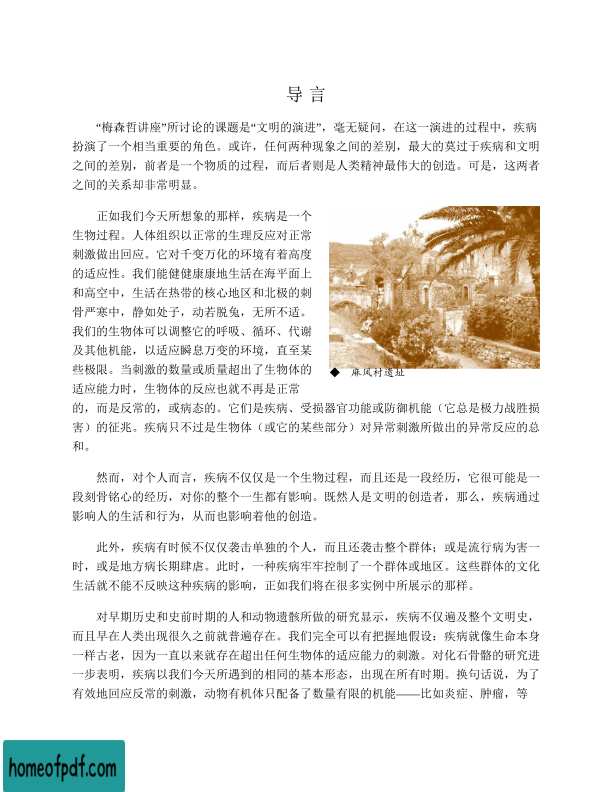 导言
“梅森哲讲座”所讨论的课题是“文明的演进”，毫无疑问，在这一演进的过程中，疾病
扮演了一个相当重要的角色。或许，任何两种现象之间的差别，最大的莫过于疾病和文明
之间的差别，前者是一个物质的过程，而后者则是人类精神最伟大的创造。可是，这两者
之间的关系却非常明显。
正如我们今天所想象的那样，疾病是一个
生物过程。人体组织以正常的生理反应对正常
刺激做出回应。它对千变万化的环境有着高度
的适应性。我们能健健康康地生活在海平面上
和高空中，生活在热带的核心地区和北极的刺
骨严寒中，静如处子，动若脱兔，无所不适。
我们的生物体可以调整它的呼吸、循环、代谢
及其他机能，以适应瞬息万变的环境，直至某
些极限。当刺激的数量或质量超出了生物体的
适应能力时，生物体的反应也就不再是正常
◆ 麻风村遗址
的，而是反常的，或病态的。它们是疾病、受损器官功能或防御机能（它总是极力战胜损
害）的征兆。疾病只不过是生物体（或它的某些部分）对异常刺激所做出的异常反应的总
和。
然而，对个人而言，疾病不仅仅是一个生物过程，而且还是一段经历，它很可能是一
段刻骨铭心的经历，对你的整个一生都有影响。既然人是文明的创造者，那么，疾病通过
影响人的生活和行为，从而也影响着他的创造。
此外，疾病有时候不仅仅袭击单独的个人，而且还袭击整个群体；或是流行病为害一
时，或是地方病长期肆虐。此时，一种疾病牢牢控制了一个群体或地区。这些群体的文化
生活就不能不反映这种疾病的影响，正如我们将在很多实例中所展示的那样。
对早期历史和史前时期的人和动物遗骸所做的研究显示，疾病不仅遍及整个文明史，
而且早在人类出现很久之前就普遍存在。我们完全可以有把握地假设：疾病就像生命本身
一样古老，因为一直以来就存在超出任何生物体的适应能力的刺激。对化石骨骼的研究进
一步表明，疾病以我们今天所遇到的相同的基本形态，出现在所有时期。换句话说，为了
有效地回应反常的刺激，动物有机体只配备了数量有限的机能——比如炎症、肿瘤，等
homeofpdf.com